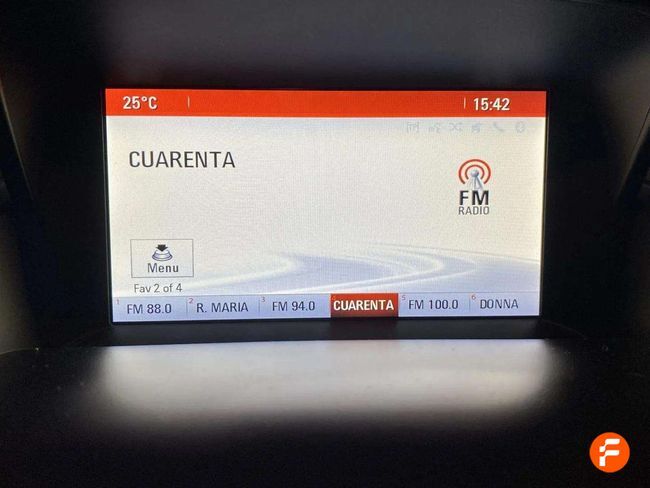 25°C 15:42
CUARENTA
FM
RADIO
Menu
Fav 2 of 4
1 FM 88.0 2 R. MARIA 3 FM 94.0 4 CUARENTA 5 FM 100.0 6 DONNA